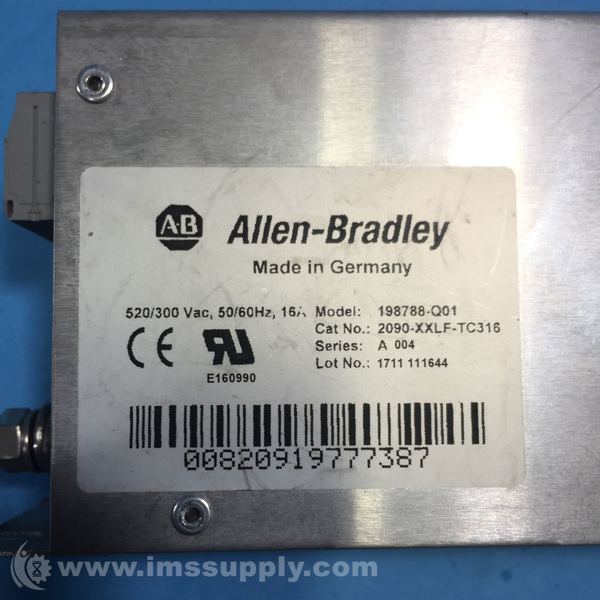 AB Allen-Bradley
Made in Germany
520/300 Vac, 50/60Hz, 16A Model: 198788-Q01
Cat No.: 2090-XXLF-TC316
Series: A 004
Lot No.: 1711 111644
CE RU
E160990
00820919777387
www.imssupply.com